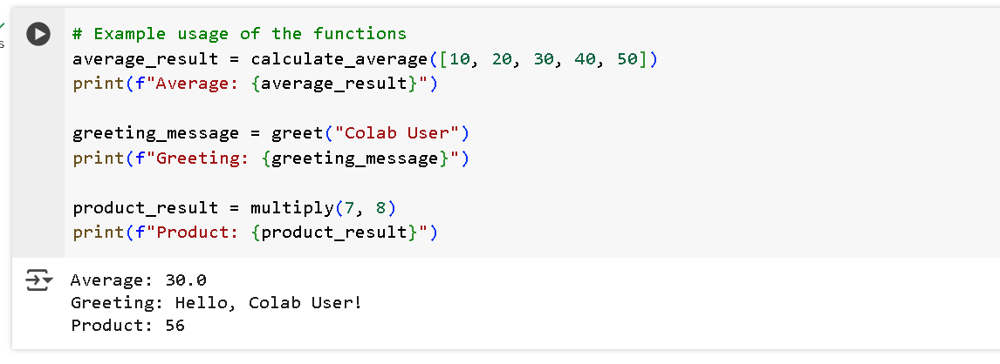 # Example usage of the functions
average_result = calculate_average([10, 20, 30, 40, 50])
print(f"Average: {average_result}")
greeting_message = greet("Colab User")
print(f"Greeting: {greeting_message}")
product_result = multiply(7, 8)
print(f"Product: {product_result}")
Average: 30.0
Greeting: Hello, Colab User!
Product: 56